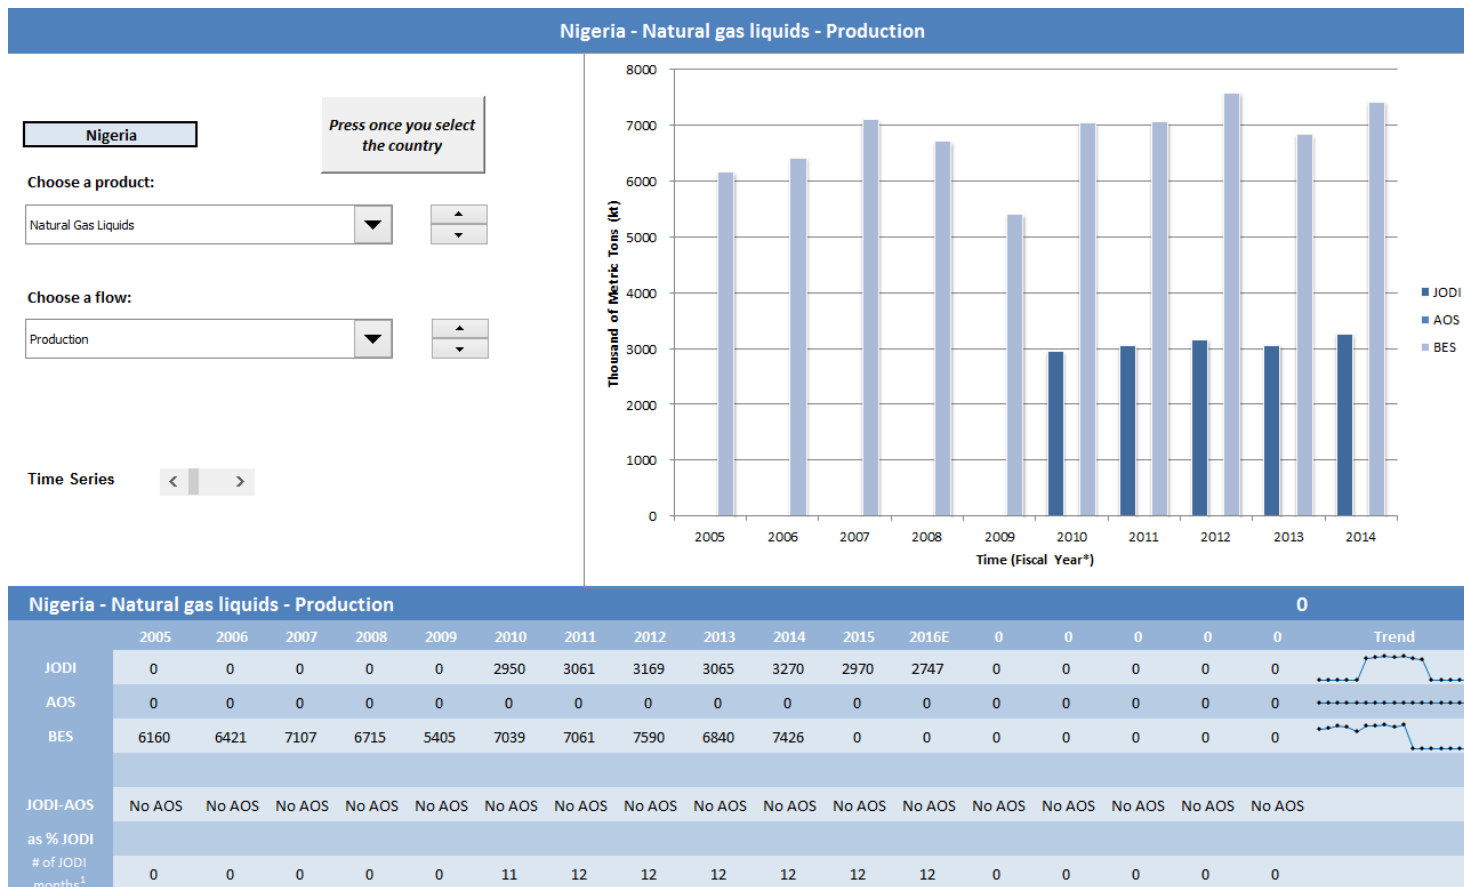 Nigeria - Natural gas liquids - Production
Nigeria
Press once you select
the country
Choose a product:
Natural Gas Liquids
Choose a flow:
Production
Time Series
Thousand of Metric Tons (kt)
8000
7000
6000
5000
4000
3000
2000
1000
0
2005 2006 2007 2008 2009 2010 2011 2012 2013 2014
Time (Fiscal Year*)
JODI
AOS
BES
Nigeria - Natural gas liquids - Production 0
2005 2006 2007 2008 2009 2010 2011 2012 2013 2014 2015 2016E 0 0 0 0 0 Trend
JODI 0 0 0 0 0 2950 3061 3169 3065 3270 2970 2747 0 0 0 0 0
AOS 0 0 0 0 0 0 0 0 0 0 0 0 0 0 0 0 0
BES 6160 6421 7107 6715 5405 7039 7061 7590 6840 7426 0 0 0 0 0 0 0
JODI-AOS No AOS No AOS No AOS No AOS No AOS No AOS No AOS No AOS No AOS No AOS No AOS No AOS No AOS No AOS No AOS No AOS No AOS
as % JODI
# of JODI
months¹ 0 0 0 0 0 11 12 12 12 12 12 12 0 0 0 0 0